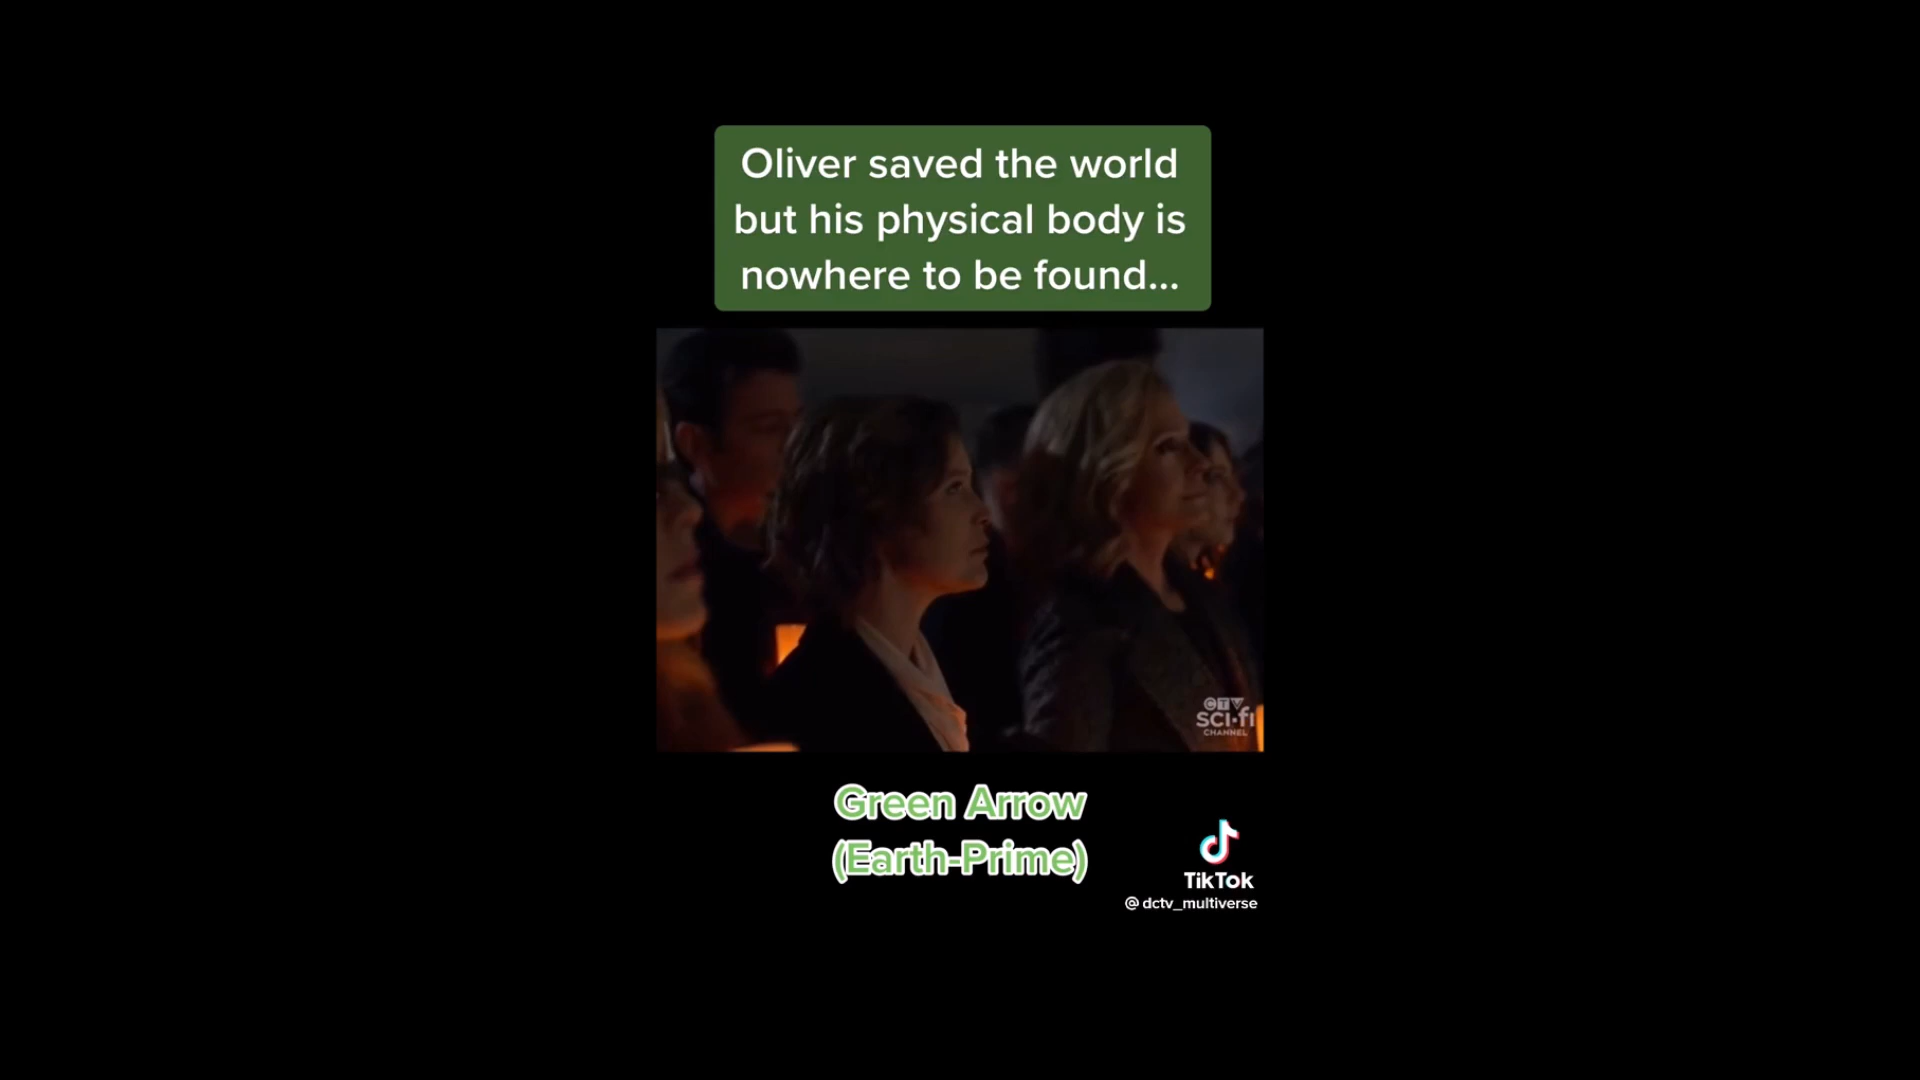 Oliver saved the world
but his physical body is
nowhere to be found...
CTV
SCI-fi
CHANNEL
Green Arrow
(Earth-Prime)
TikTok
@dctv_multiverse